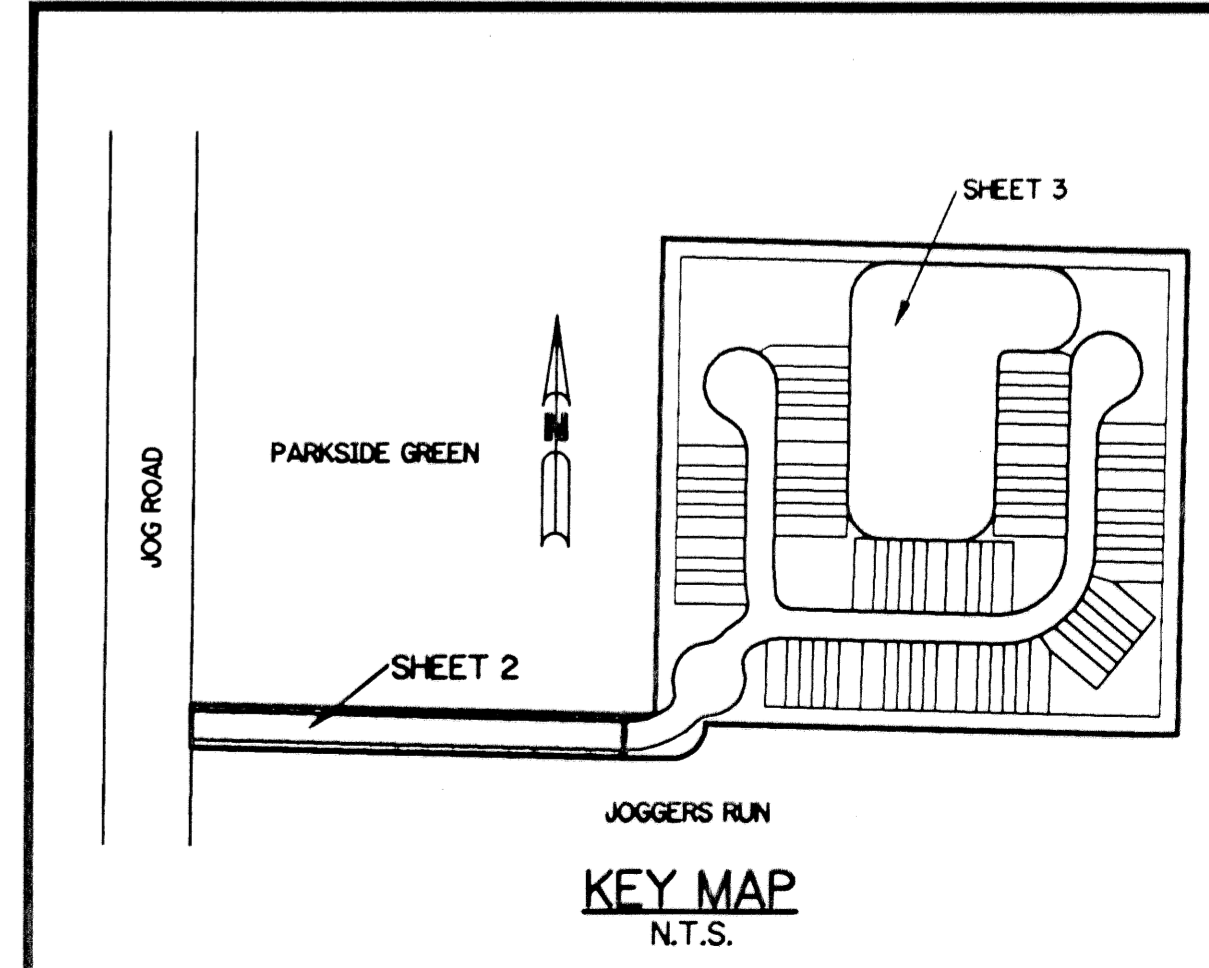 SHEET 3
N
PARKSIDE GREEN
JOG ROAD
SHEET 2
JOGGERS RUN
KEY MAP
N.T.S.